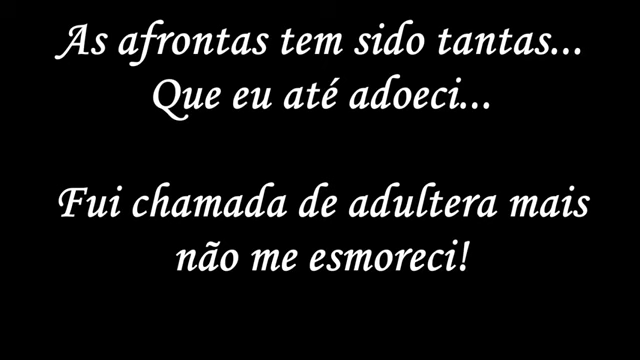 As afrontas tem sido tantas...
Que eu até adoeci...
Fui chamada de adultera mais
não me esmoreci!